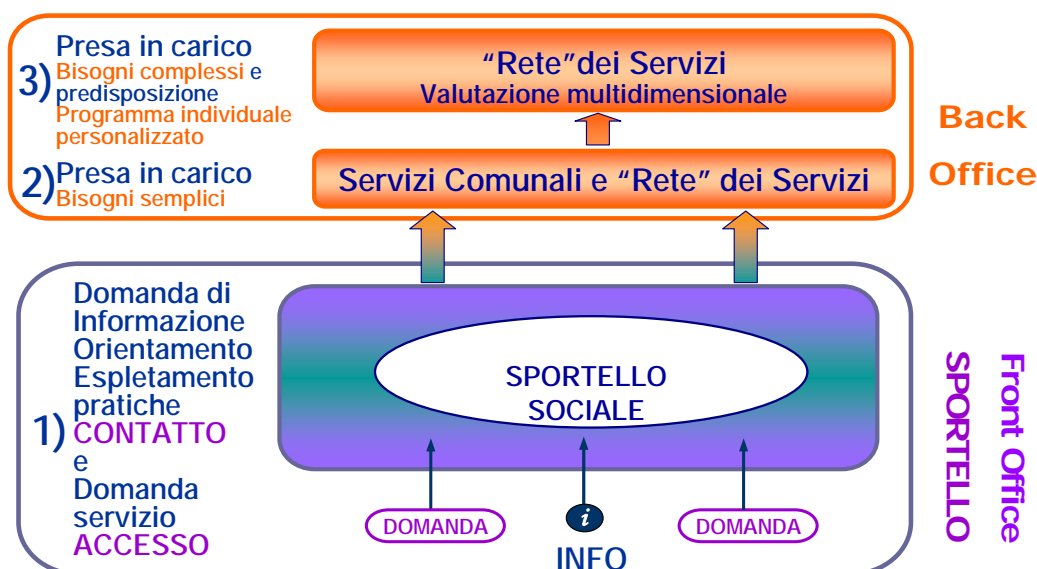 Presa in carico
3) Bisogni complessi e
predisposizione
Programma individuale
personalizzato
“Rete”dei Servizi
Valutazione multidimensionale
2) Presa in carico
Bisogni semplici
Servizi Comunali e “Rete” dei Servizi
Back
Office
Domanda di
Informazione
Orientamento
Espletamento
pratiche
1) CONTATTO
e
Domanda
servizio
ACCESSO
SPORTELLO
SOCIALE
DOMANDA
i
INFO
DOMANDA
Front Office
SPORTELLO